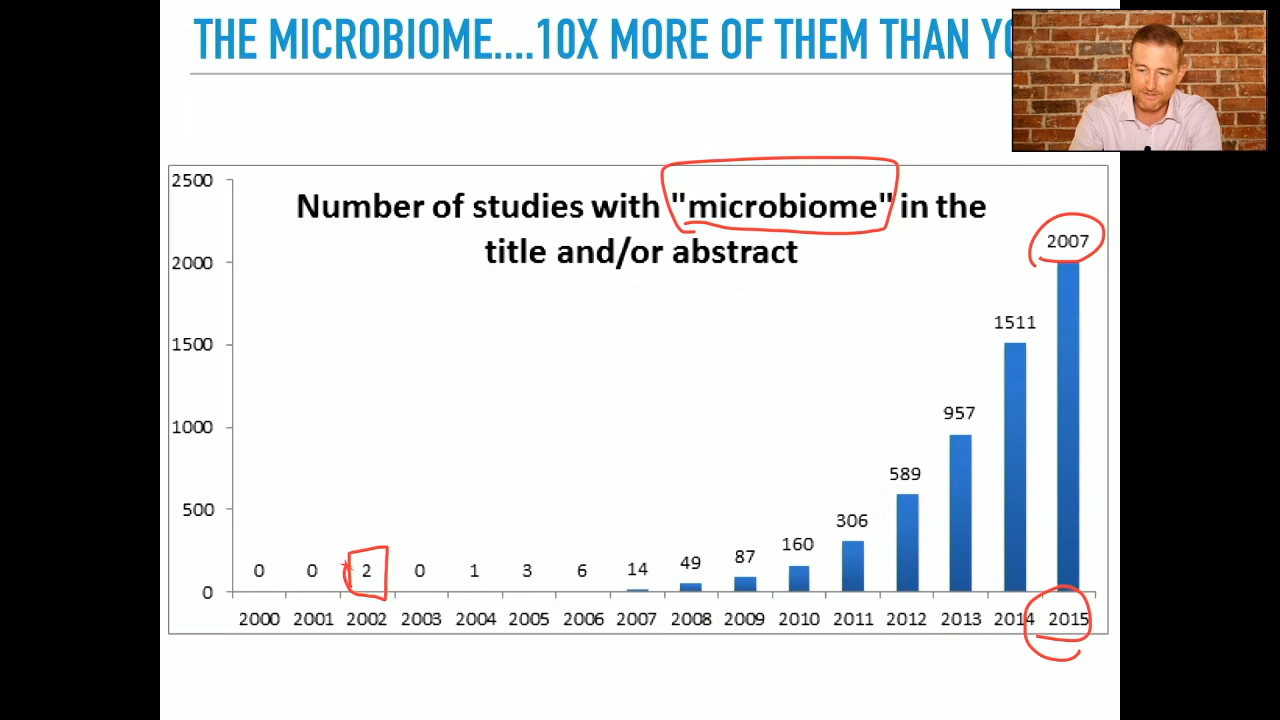 THE MICROBIOME....10X MORE OF THEM THAN
Number of studies with "microbiome" in the
title and/or abstract
2500
2000
1500
1000
500
0
0 0 2 0 1 3 6 14 49 87 160 306 589 957 1511 2007
2000 2001 2002 2003 2004 2005 2006 2007 2008 2009 2010 2011 2012 2013 2014 2015